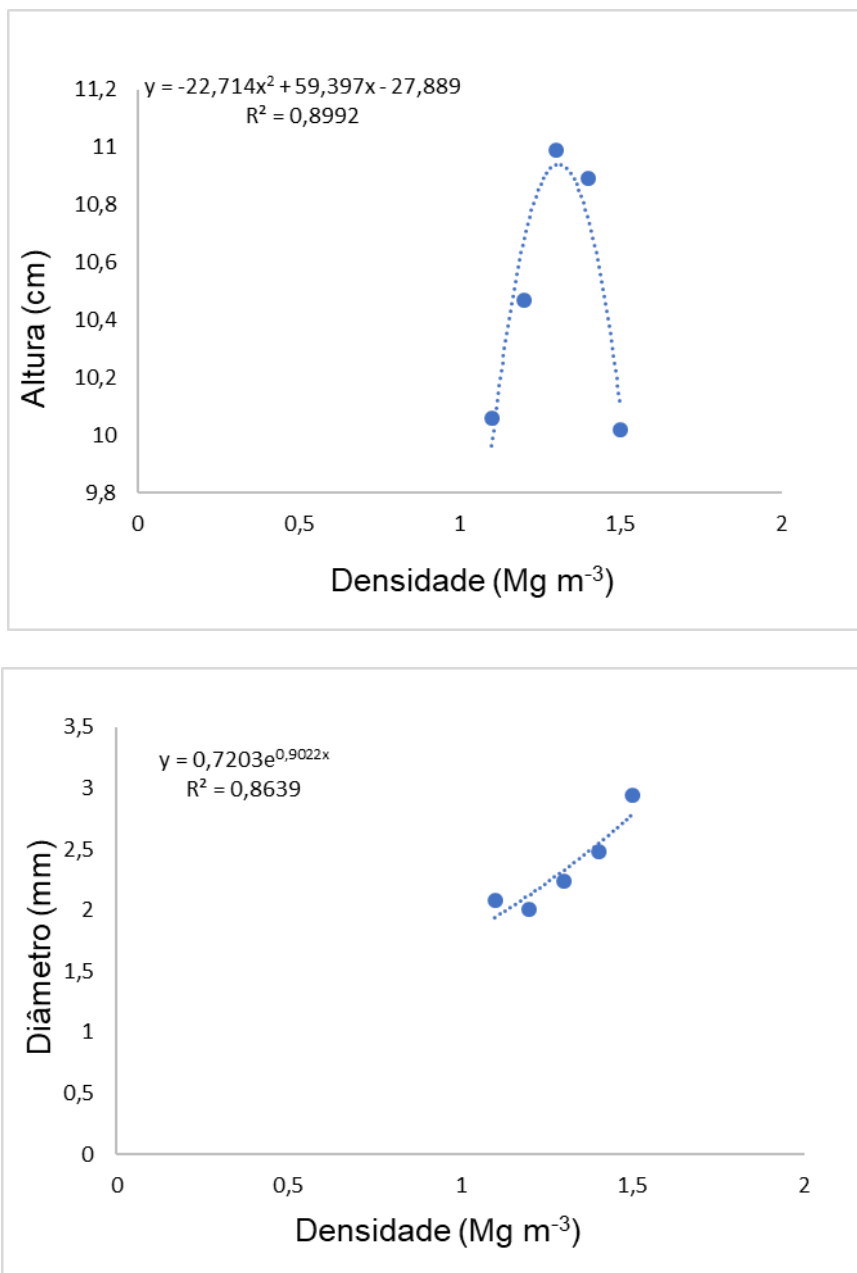 y = -22,714x² + 59,397x - 27,889
R² = 0,8992
11,2
11
10,8
10,6
10,4
10,2
10
9,8
Altura (cm)
0 0,5 1 1,5 2
Densidade (Mg m⁻³)
y = 0,7203e⁰,⁹⁰²²ˣ
R² = 0,8639
3,5
3
2,5
2
1,5
1
0,5
0
Diâmetro (mm)
0 0,5 1 1,5 2
Densidade (Mg m⁻³)